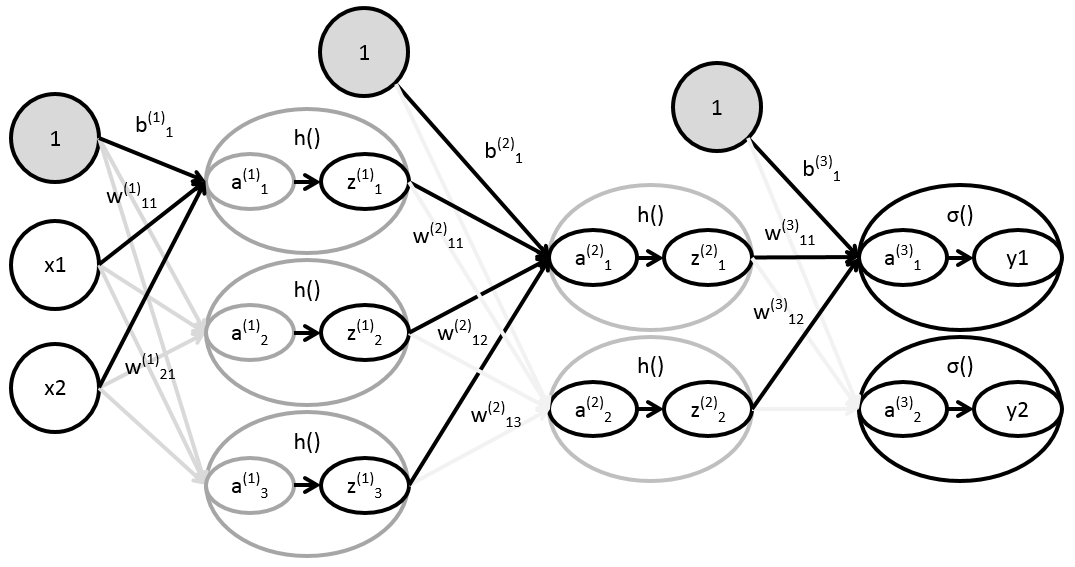 1
1
1
b(1)1
h()
a(1)1
z(1)1
w(1)11
b(2)1
b(3)1
x1
w(2)11
h()
a(2)1
z(2)1
w(3)11
σ()
a(3)1
y1
h()
a(1)2
z(1)2
w(2)12
w(3)12
x2
w(1)21
h()
a(2)2
z(2)2
σ()
a(3)2
y2
w(2)13
h()
a(1)3
z(1)3